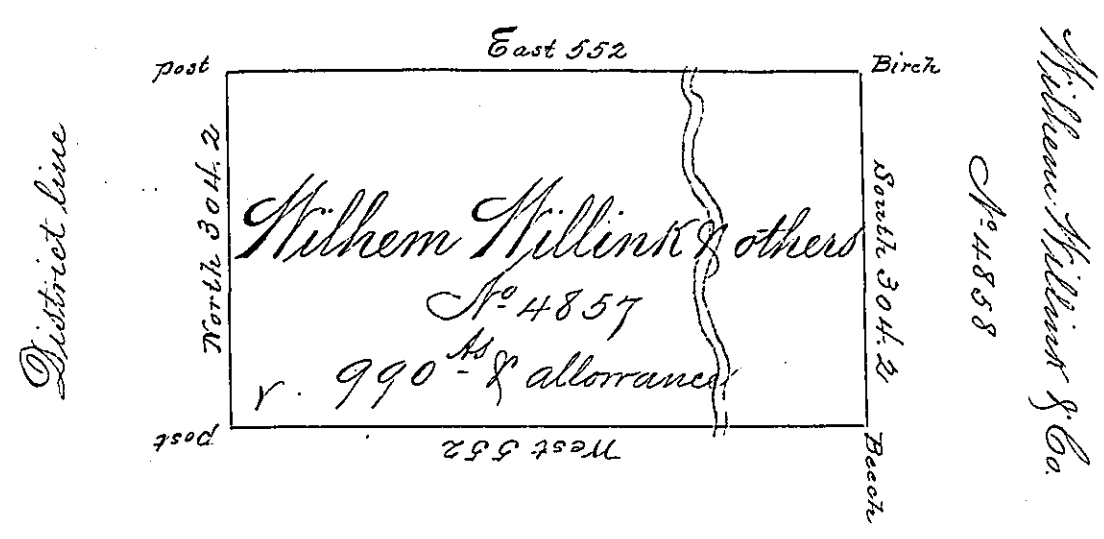 East 552
post
Birch
North 304.2
South 304.2
District line
Wilhem Willink & others
No 4857
990 As & allowance
West 552
post
Beech
Wilhem Willink & Co.
No 4858